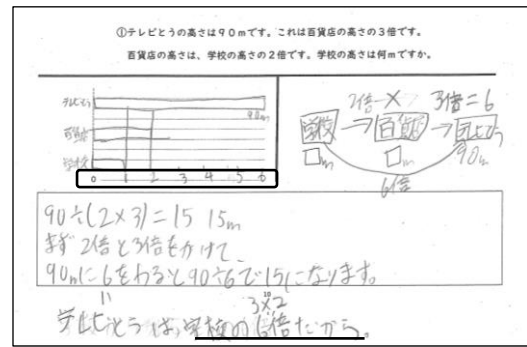 ①テレビとうの高さは90mです。これは百貨店の高さの3倍です。
百貨店の高さは、学校の高さの2倍です。学校の高さは何mですか。
テレビとう
90m
百貨店
学校
0 1 2 3 4 5 6
2倍 × 3倍=6
学校 → 百貨店 → テレビとう
□m □m 90m
6倍
90÷(2×3)=15 15m
まず2倍と3倍をかけて、
90mに6をわると90÷6で15になります。
3×2
テレビとうは、学校の6倍だから。